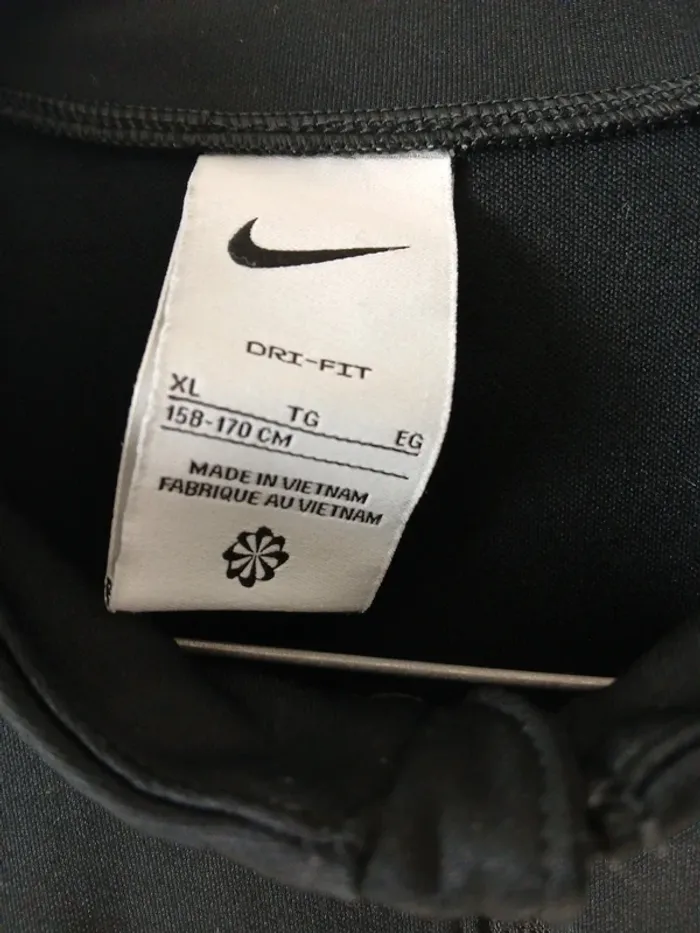 DRI-FIT
XL TG EG
158-170 CM
MADE IN VIETNAM
FABRIQUE AU VIETNAM